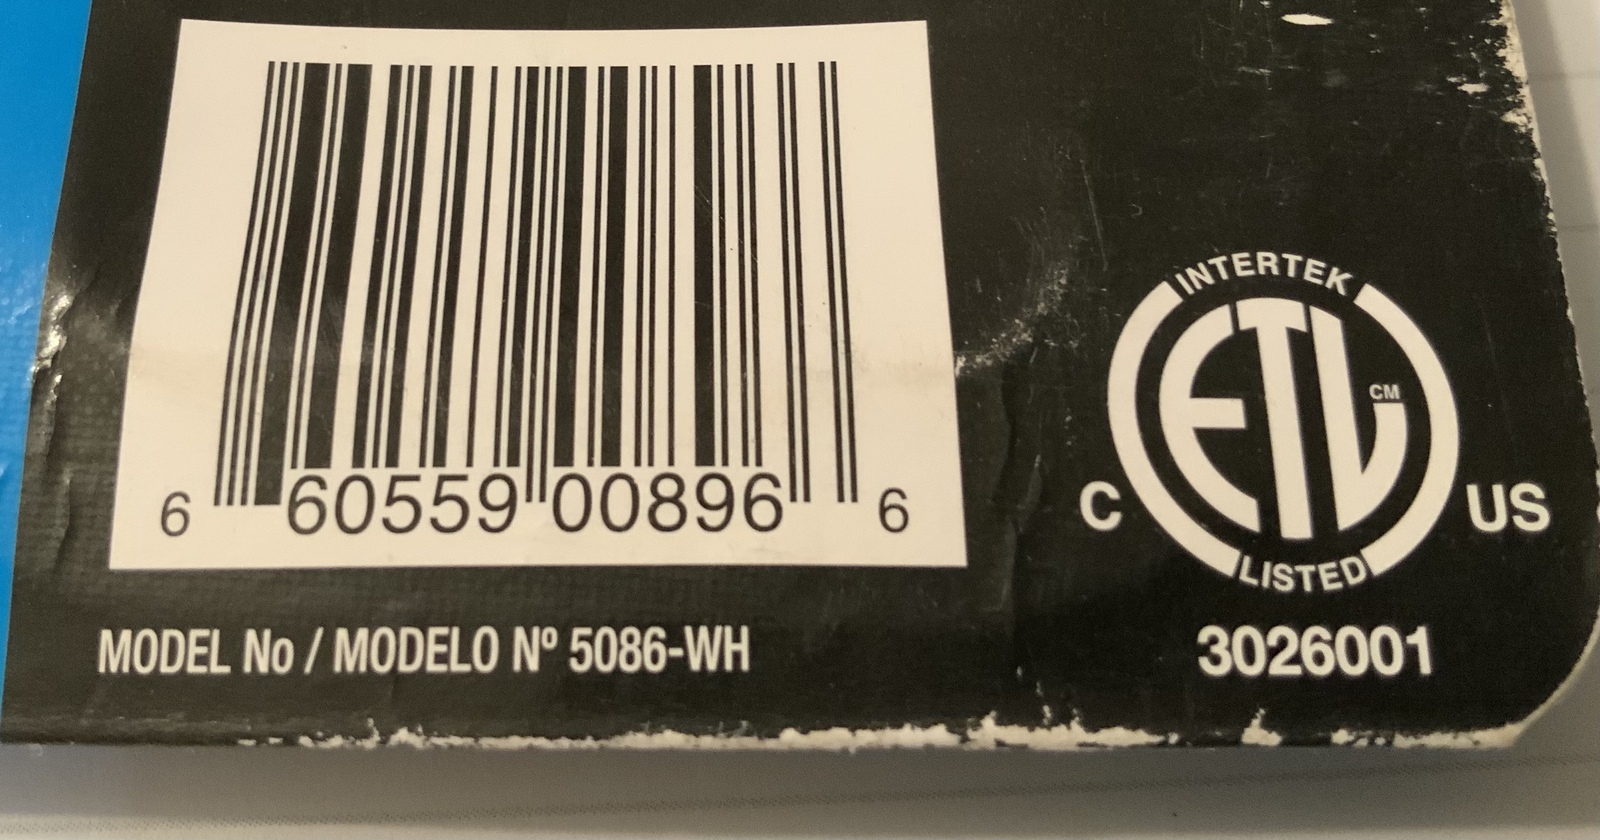 6 60559 00896 6
MODEL No / MODELO Nº 5086-WH
INTERTEK
ETL CM
C US
LISTED
3026001